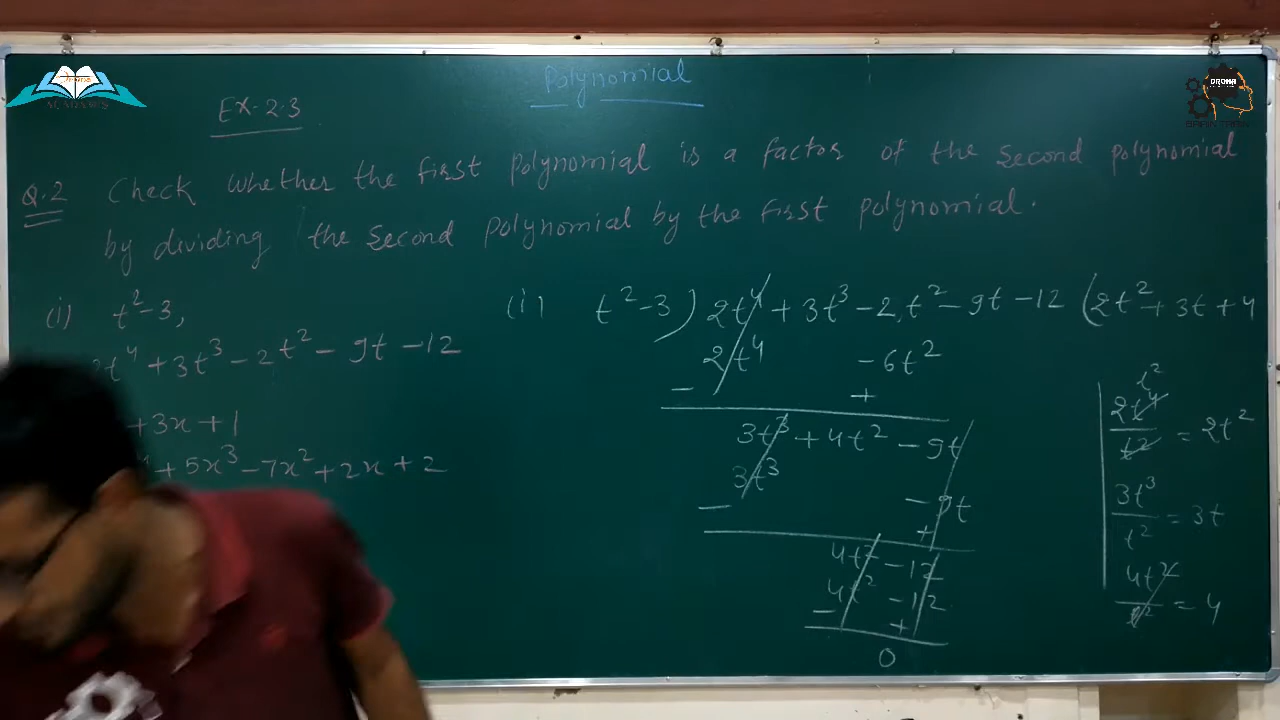 Polynomial
Ex-2.3
Q.2 Check whether the first polynomial is a factor of the second polynomial
by dividing the second polynomial by the first polynomial.
(i) t²-3,
2t⁴+3t³-2t²-9t-12
+3x+1
+5x³-7x²+2x+2
(i) t²-3)2t⁴+3t³-2t²-9t-12(2t²+3t+4
2t⁴ -6t²
- +
3t³+4t²-9t
3t³ -9t
- +
4t²-12
4t²-12
- +
0
t²
2t⁴/t² = 2t²
3t³/t² = 3t
4t²/t² = 4
DRONA